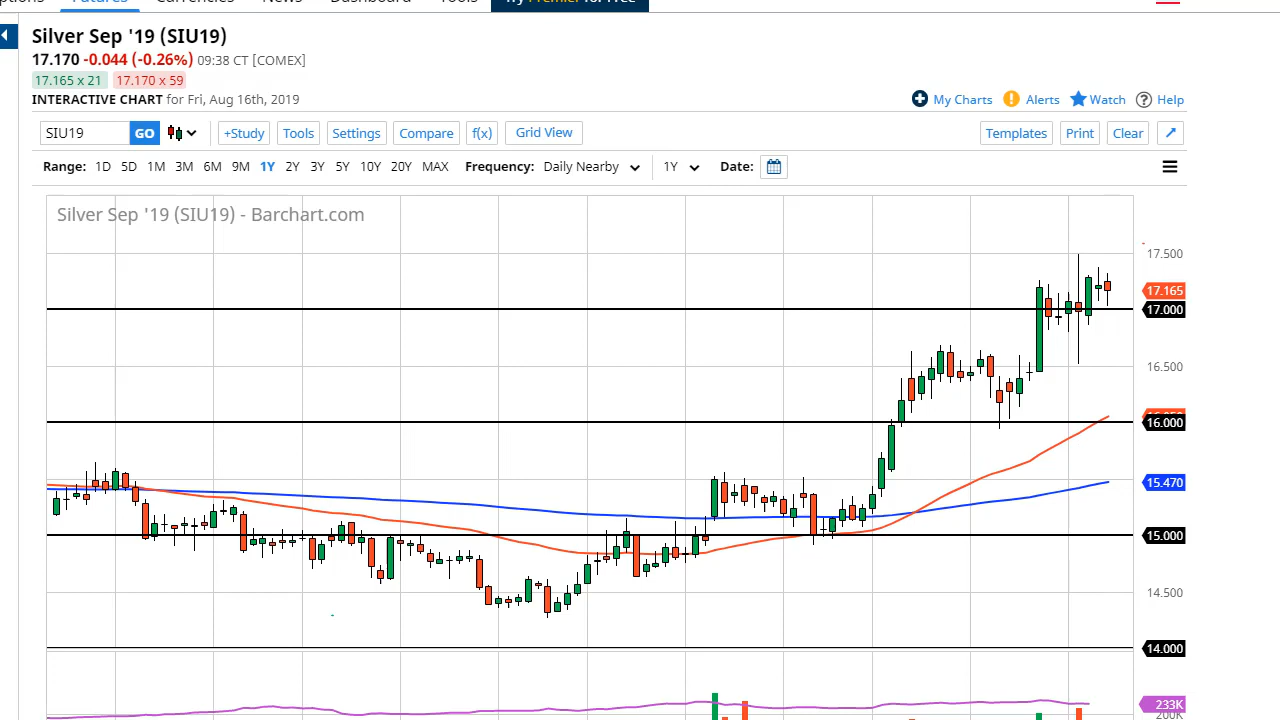 Futures Currencies News Dashboard Tools Try Premier for Free
Silver Sep '19 (SIU19)
17.170 -0.044 (-0.26%) 09:38 CT [COMEX]
17.165 x 21 17.170 x 59
INTERACTIVE CHART for Fri, Aug 16th, 2019
My Charts Alerts Watch Help
SIU19 GO +Study Tools Settings Compare f(x) Grid View Templates Print Clear
Range: 1D 5D 1M 3M 6M 9M 1Y 2Y 3Y 5Y 10Y 20Y MAX Frequency: Daily Nearby 1Y Date:
Silver Sep '19 (SIU19) - Barchart.com
17.500
17.165
17.000
16.500
16.000
15.470
15.000
14.500
14.000
233K
200K